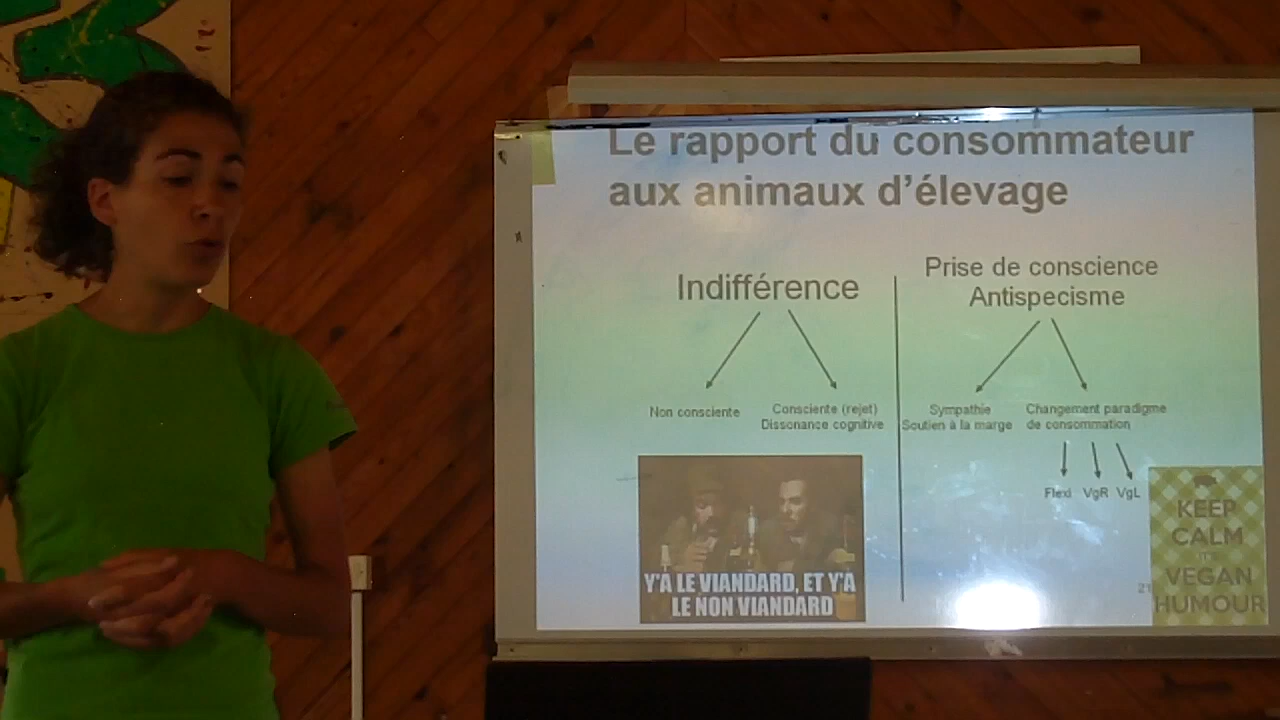 Le rapport du consommateur
aux animaux d'élevage
Indifférence
Prise de conscience
Antispecisme
Non consciente
Consciente (rejet)
Dissonance cognitive
Sympathie
Soutien à la marge
Changement paradigme
de consommation
Flexi VgR VgL
Y'A LE VIANDARD, ET Y'A
LE NON VIANDARD
KEEP
CALM
IT'S
VEGAN
HUMOUR